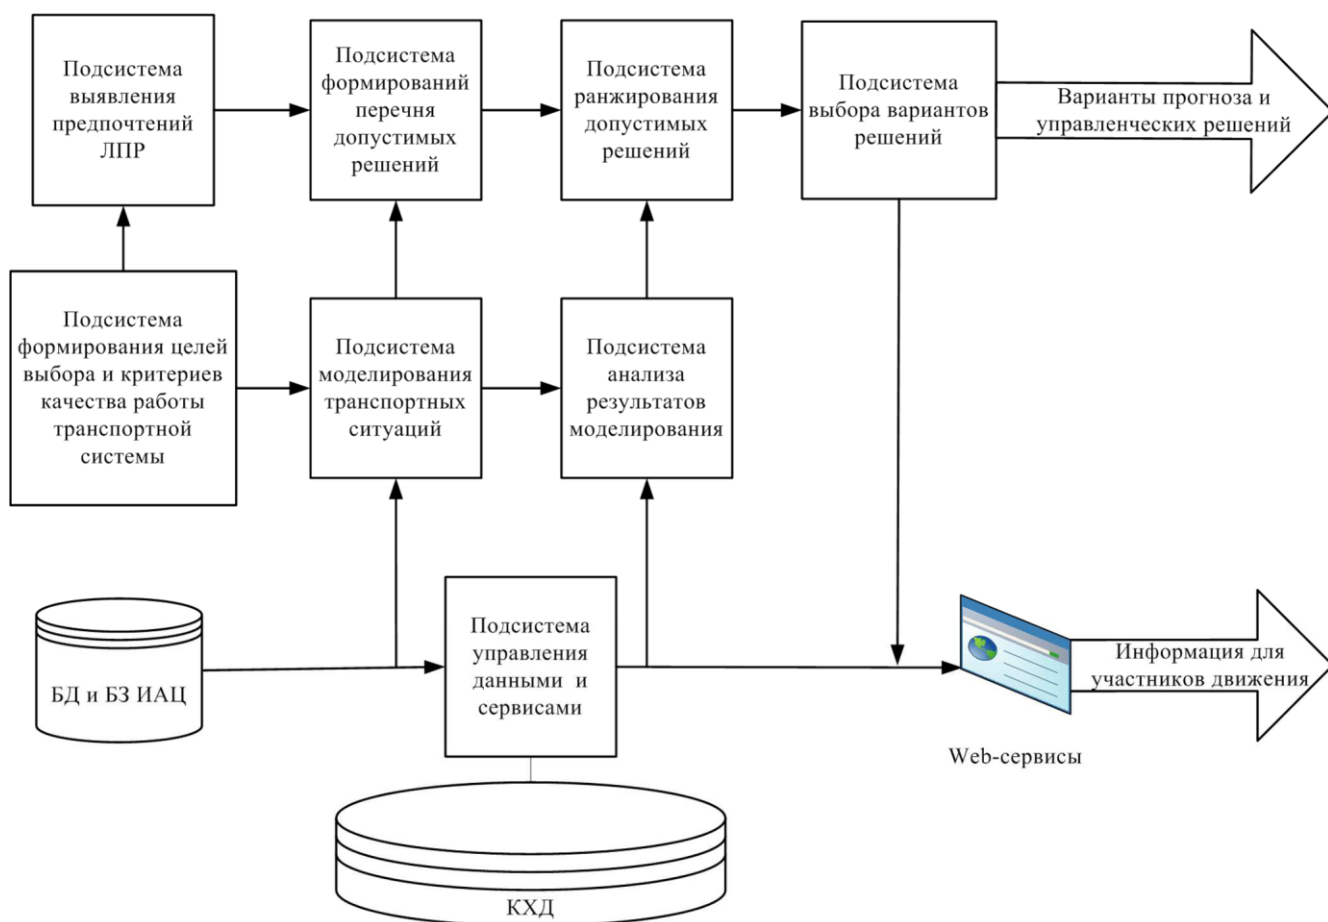 Подсистема
выявления
предпочтений
ЛПР
Подсистема
формирований
перечня
допустимых
решений
Подсистема
ранжирования
допустимых
решений
Подсистема
выбора вариантов
решений
Варианты прогноза и
управленческих решений
Подсистема
формирования целей
выбора и критериев
качества работы
транспортной
системы
Подсистема
моделирования
транспортных
ситуаций
Подсистема
анализа
результатов
моделирования
БД и БЗ ИАЦ
Подсистема
управления
данными и
сервисами
Информация для
участников движения
Web-сервисы
КХД